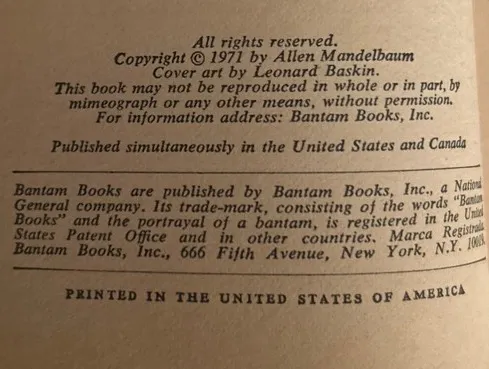 All rights reserved.
Copyright © 1971 by Allen Mandelbaum
Cover art by Leonard Baskin.
This book may not be reproduced in whole or in part, by
mimeograph or any other means, without permission.
For information address: Bantam Books, Inc.
Published simultaneously in the United States and Canada
Bantam Books are published by Bantam Books, Inc., a National
General company. Its trade-mark, consisting of the words "Bantam
Books" and the portrayal of a bantam, is registered in the United
States Patent Office and in other countries. Marca Registrada.
Bantam Books, Inc., 666 Fifth Avenue, New York, N.Y. 10019.
PRINTED IN THE UNITED STATES OF AMERICA